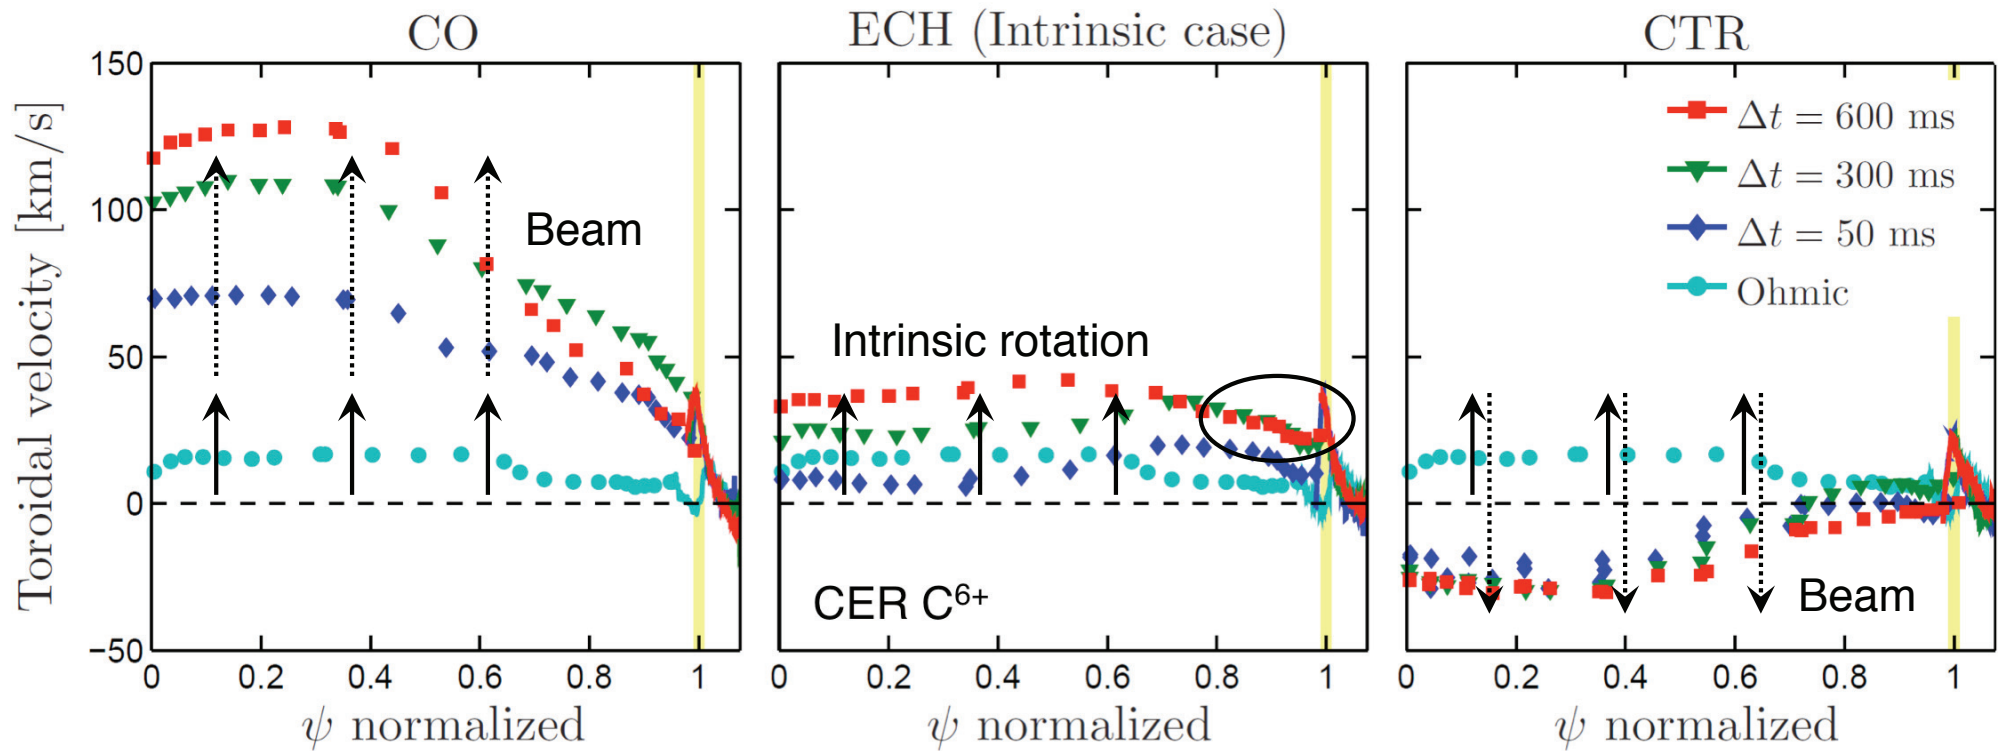 CO
ECH (Intrinsic case)
CTR
Toroidal velocity [km/s]
150
100
50
0
−50
Beam
Intrinsic rotation
CER C⁶⁺
Δt = 600 ms
Δt = 300 ms
Δt = 50 ms
Ohmic
Beam
0 0.2 0.4 0.6 0.8 1
0 0.2 0.4 0.6 0.8 1
0 0.2 0.4 0.6 0.8 1
ψ normalized
ψ normalized
ψ normalized